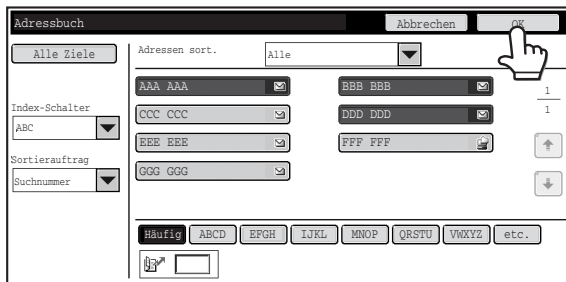 Adressbuch Abbrechen OK
Alle Ziele Adressen sort. Alle
AAA AAA BBB BBB 1
Index-Schalter CCC CCC DDD DDD 1
ABC
EEE EEE FFF FFF
Sortierauftrag
Suchnummer GGG GGG
Häufig ABCD EFGH IJKL MNOP QRSTU VWXYZ etc.